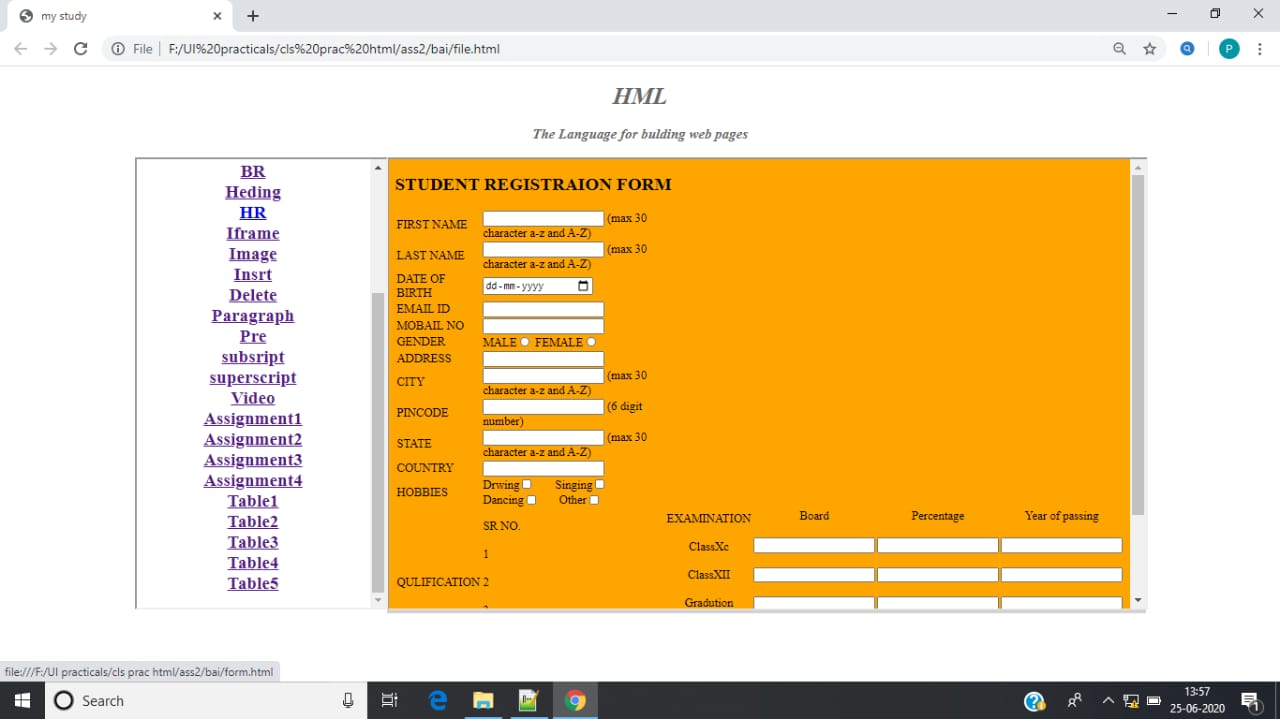 my study
File
F:/UI%20practicals/cls%20prac%20html/ass2/bai/file.html
P
HML
The Language for bulding web pages
BR
Heding
HR
Iframe
Image
Insrt
Delete
Paragraph
Pre
subsript
superscript
Video
Assignment1
Assignment2
Assignment3
Assignment4
Table1
Table2
Table3
Table4
Table5
STUDENT REGISTRAION FORM
FIRST NAME (max 30
character a-z and A-Z)
LAST NAME (max 30
character a-z and A-Z)
DATE OF
BIRTH dd-mm-yyyy
EMAIL ID
MOBAIL NO
GENDER MALE FEMALE
ADDRESS
CITY (max 30
character a-z and A-Z)
PINCODE (6 digit
number)
STATE (max 30
character a-z and A-Z)
COUNTRY
HOBBIES Drwing Singing
Dancing Other
SR NO. EXAMINATION Board Percentage Year of passing
1 ClassXc
QULIFICATION 2 ClassXII
Gradution
file:///F:/UI practicals/cls prac html/ass2/bai/form.html
Search
13:57
25-06-2020
1